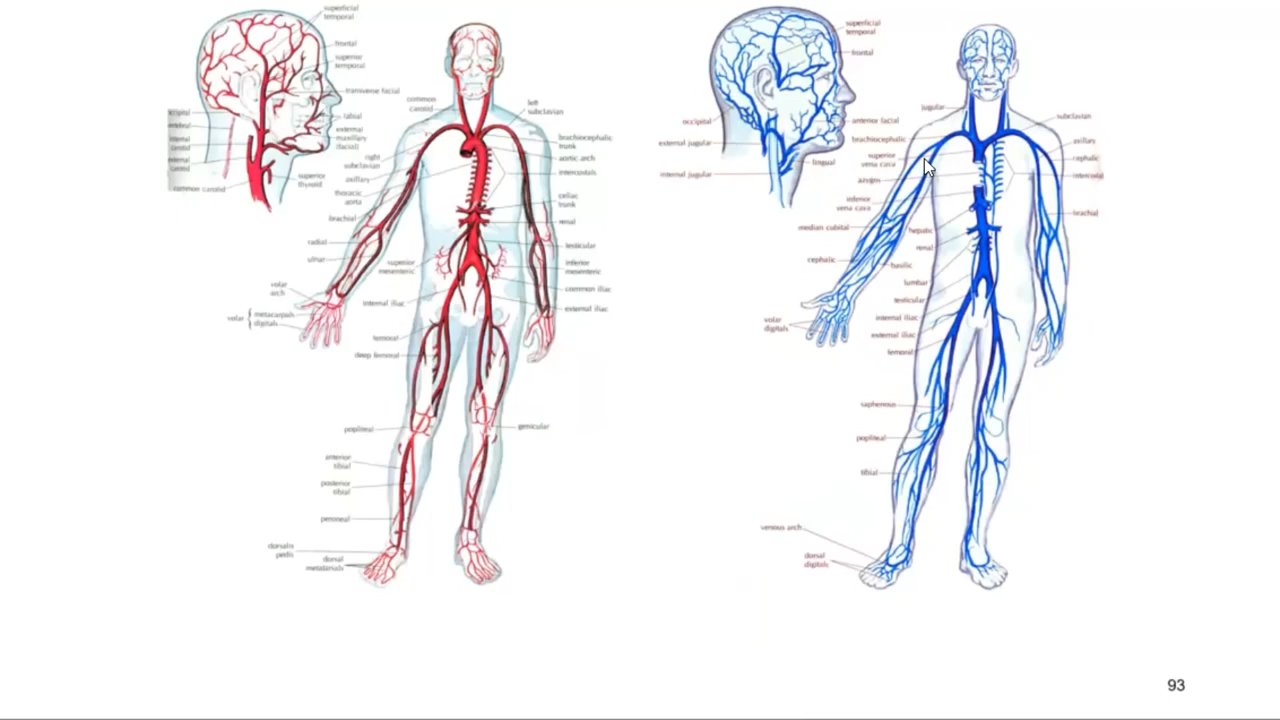 superficial
temporal
frontal
superior
temporal
transverse facial
labial
external
maxillary
(facial)
superior
thyroid
common carotid
common
carotid
right
subclavian
axillary
thoracic
aorta
brachial
radial
ulnar
superior
mesenteric
volar
arch
internal iliac
volar { metacarpals
digitals
femoral
deep femoral
popliteal
anterior
tibial
posterior
tibial
peroneal
dorsalis
pedis
dorsal
metatarsals
left
subclavian
brachiocephalic
trunk
aortic arch
intercostals
celiac
trunk
renal
testicular
inferior
mesenteric
common iliac
external iliac
genicular
superficial
temporal
frontal
occipital
anterior facial
external jugular
lingual
internal jugular
jugular
brachiocephalic
superior
vena cava
azygos
inferior
vena cava
median cubital
hepatic
renal
cephalic
basilic
lumbar
testicular
volar
digitals
internal iliac
external iliac
femoral
saphenous
popliteal
tibial
venous arch
dorsal
digitals
subclavian
axillary
cephalic
intercostal
brachial
93